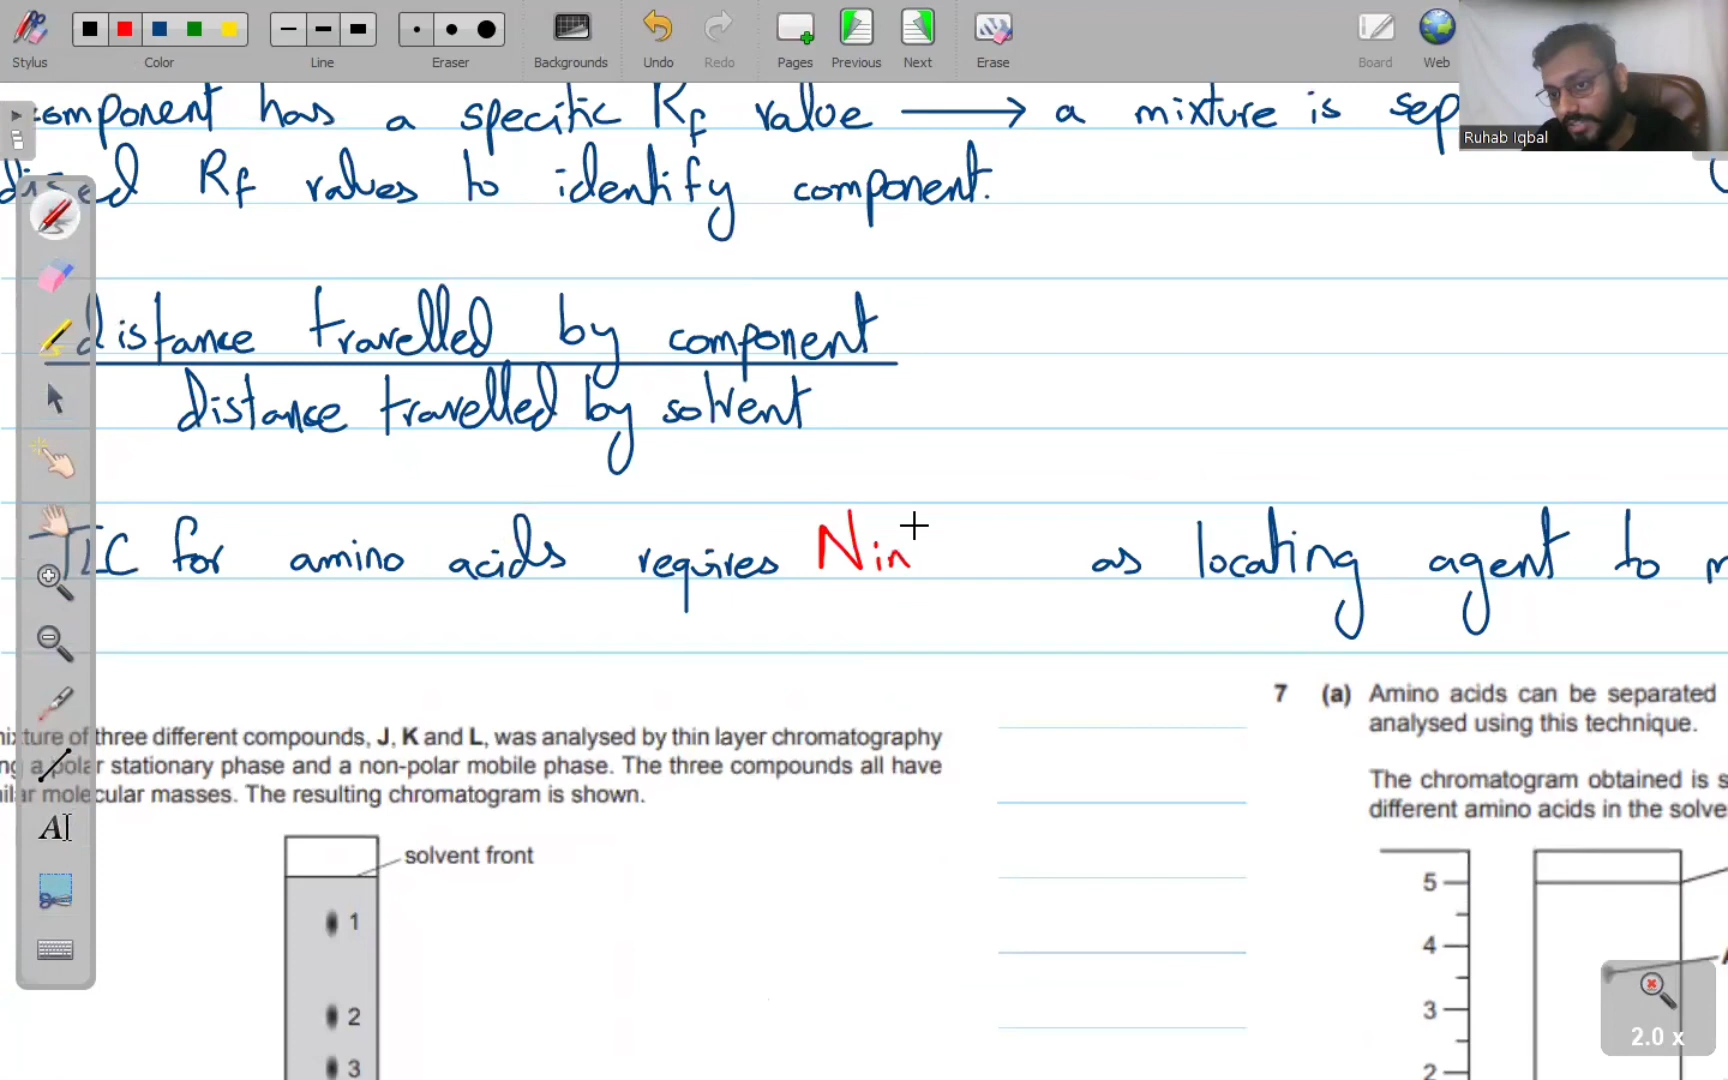 Stylus
Color
Line
Eraser
Backgrounds
Undo
Redo
Pages
Previous
Next
Erase
Board
Web
Ruhab Iqbal
component has a specific Rf value → a mixture is sep
Rf values to identify component.
distance travelled by component
distance travelled by solvent
TLC for amino acids requires Nin as locating agent to
mixture of three different compounds, J, K and L, was analysed by thin layer chromatography
a polar stationary phase and a non-polar mobile phase. The three compounds all have
molecular masses. The resulting chromatogram is shown.
solvent front
1
2
3
7 (a) Amino acids can be separated
analysed using this technique.
The chromatogram obtained is s
different amino acids in the solve
5
4
3
2
2.0 x